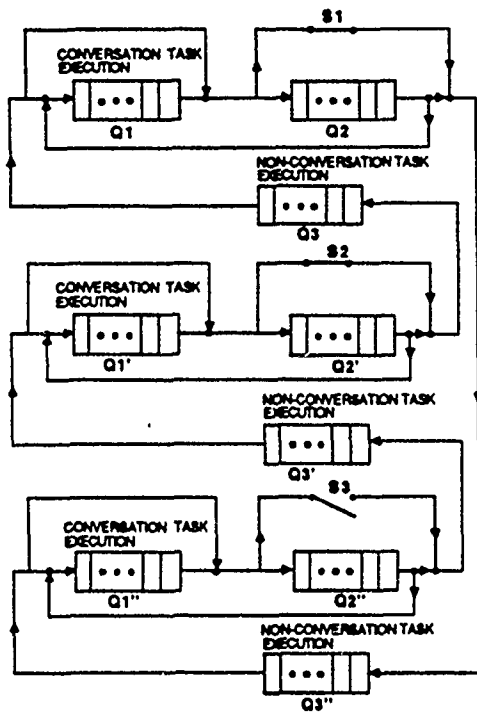 S1
CONVERSATION TASK
EXECUTION
Q1
Q2
NON-CONVERSATION TASK
EXECUTION
Q3
S2
CONVERSATION TASK
EXECUTION
Q1'
Q2'
NON-CONVERSATION TASK
EXECUTION
Q3'
S3
CONVERSATION TASK
EXECUTION
Q1''
Q2''
NON-CONVERSATION TASK
EXECUTION
Q3''